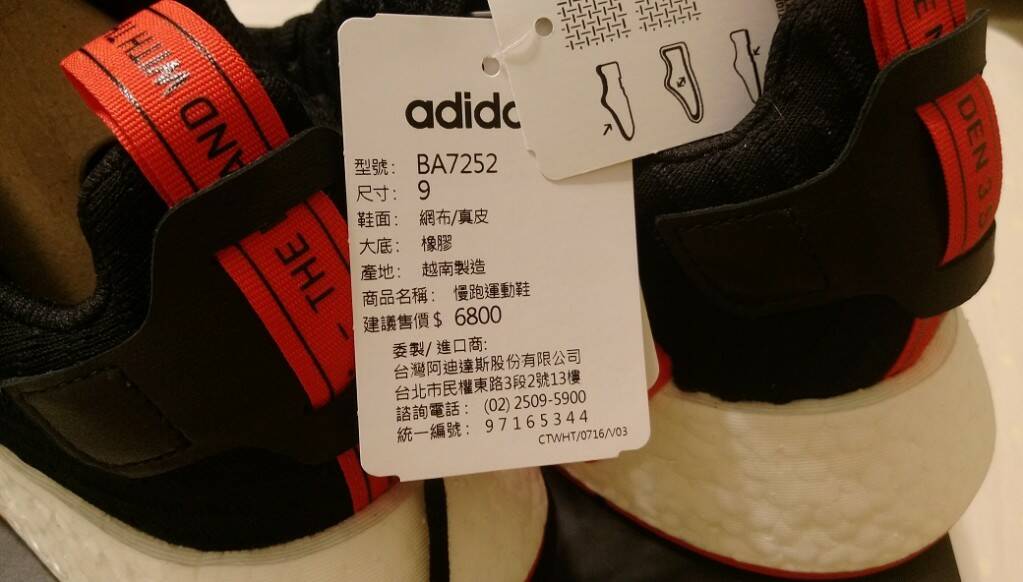 adida
型號： BA7252
尺寸： 9
鞋面： 網布/真皮
大底： 橡膠
產地： 越南製造
商品名稱： 慢跑運動鞋
建議售價$ 6800
委製/進口商:
台灣阿迪達斯股份有限公司
台北市民權東路3段2號13樓
諮詢電話： (02) 2509-5900
統一編號： 97165344
CTWHT/0716/V03
WITH
AND
THE
DEN 3 S